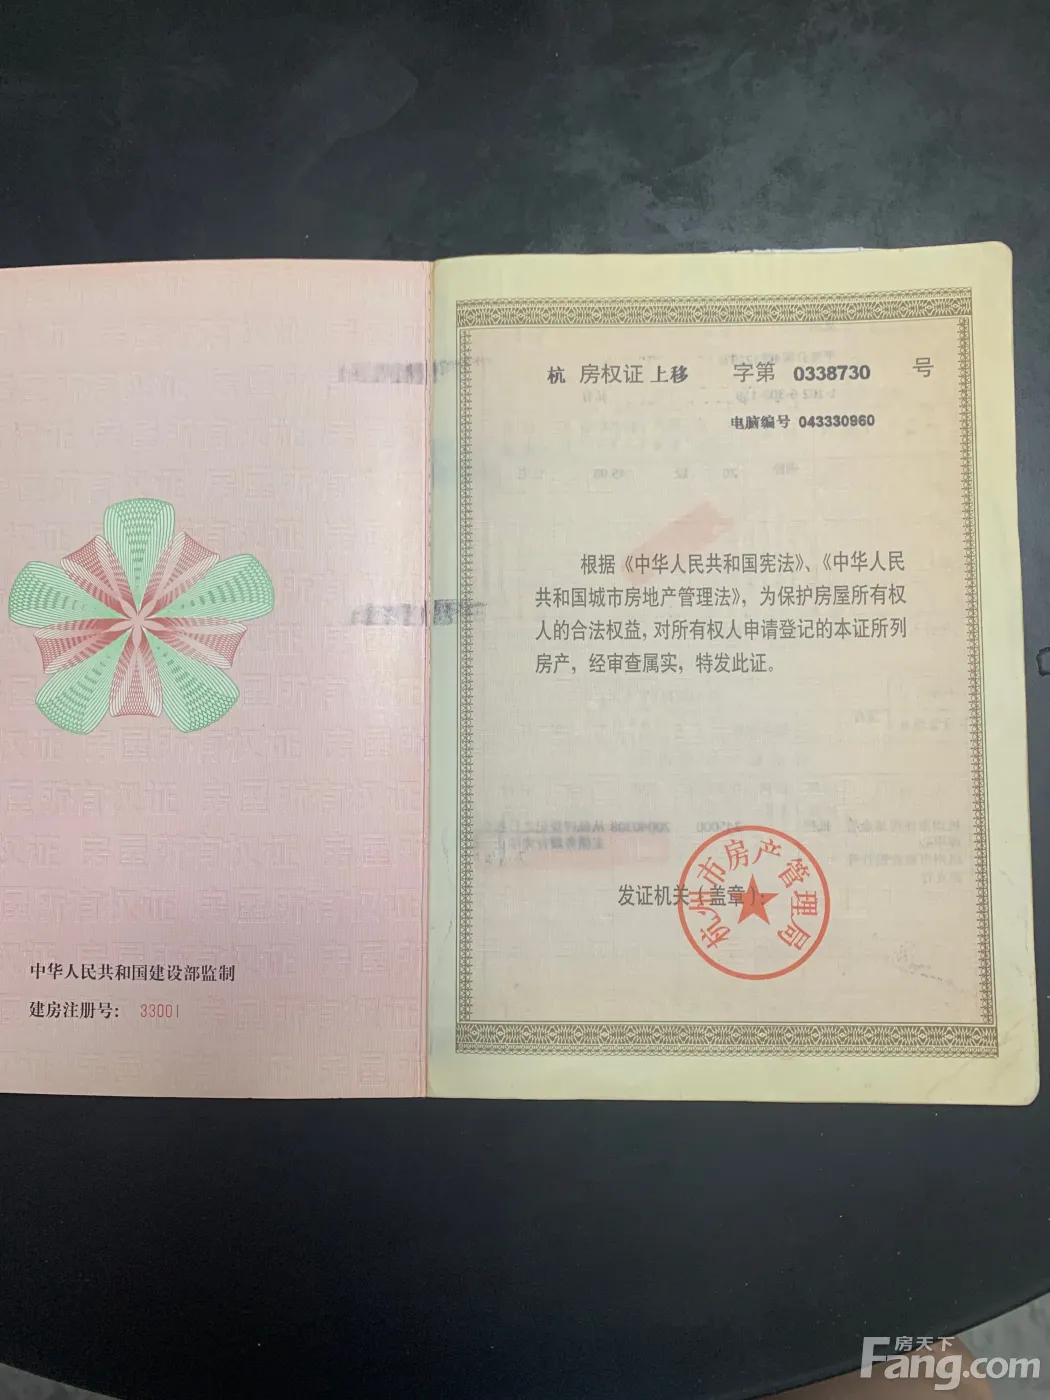 中华人民共和国建设部监制
建房注册号： 33001
杭 房权证 上移 字第 0338730 号
电脑编号 043330960
根据《中华人民共和国宪法》、《中华人民
共和国城市房地产管理法》，为保护房屋所有权
人的合法权益，对所有权人申请登记的本证所列
房产，经审查属实，特发此证。
发证机关（盖章）：
杭州市房产管理局
房天下
Fang.com